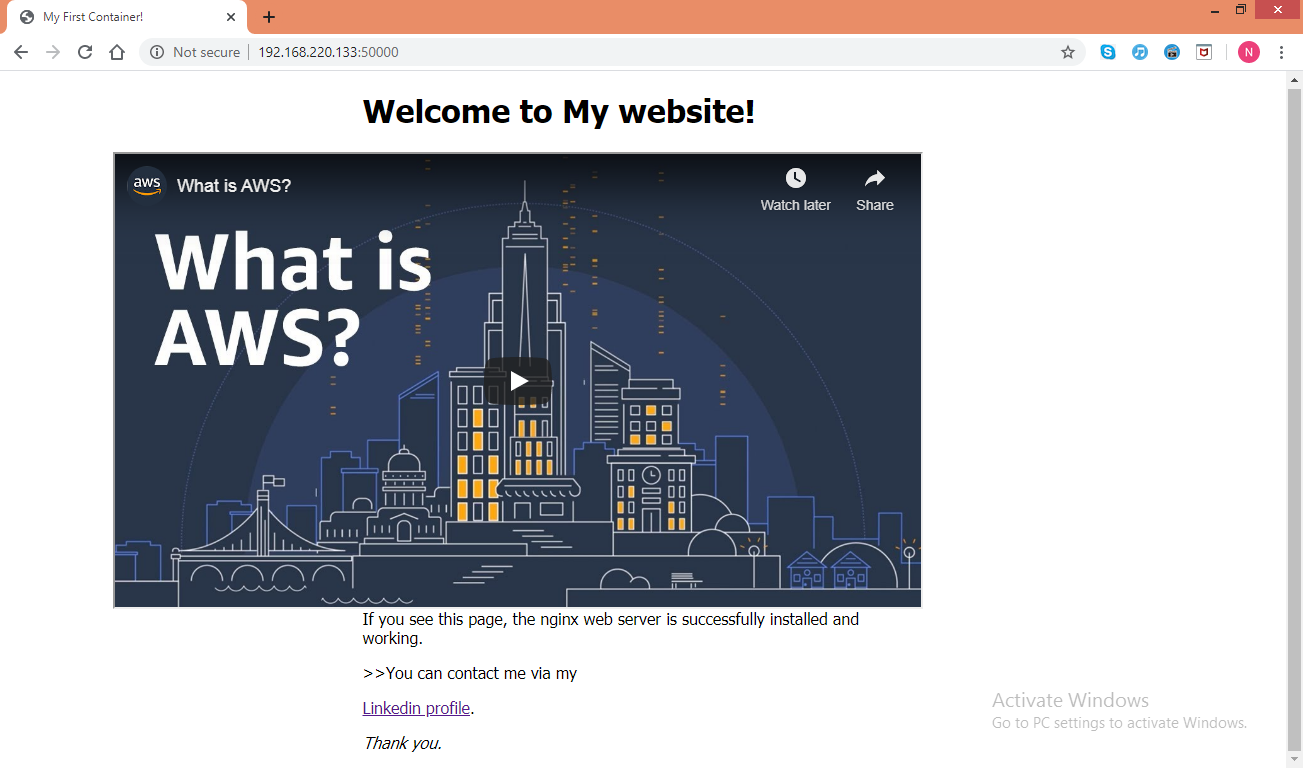 My First Container!
Not secure
192.168.220.133:50000
N
Welcome to My website!
aws
What is AWS?
Watch later
Share
What is
AWS?
If you see this page, the nginx web server is successfully installed and
working.
>>You can contact me via my
Linkedin profile.
Thank you.
Activate Windows
Go to PC settings to activate Windows.